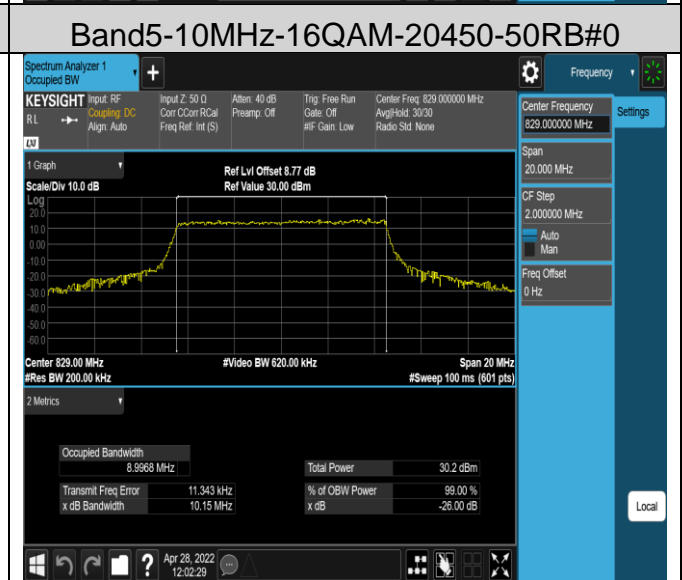 Band5-10MHz-16QAM-20450-50RB#0
Spectrum Analyzer 1
Occupied BW
Frequency
KEYSIGHT
RL
Input: RF
Coupling: DC
Align: Auto
Input Z: 50 Ω
Corr CCorr RCal
Freq Ref: Int (S)
Atten: 40 dB
Preamp: Off
Trig: Free Run
Gate: Off
#IF Gain: Low
Center Freq: 829.000000 MHz
Avg|Hold: 30/30
Radio Std: None
Center Frequency
829.000000 MHz
Settings
Span
20.000 MHz
CF Step
2.000000 MHz
Auto
Man
Freq Offset
0 Hz
1 Graph
Scale/Div 10.0 dB
Ref Lvl Offset 8.77 dB
Ref Value 30.00 dBm
Log
20.0
10.0
0.00
-10.0
-20.0
-30.0
-40.0
-50.0
-60.0
Center 829.00 MHz
#Res BW 200.00 kHz
#Video BW 620.00 kHz
Span 20 MHz
#Sweep 100 ms (601 pts)
2 Metrics
Occupied Bandwidth
8.9968 MHz
Total Power 30.2 dBm
Transmit Freq Error 11.343 kHz
% of OBW Power 99.00 %
x dB Bandwidth 10.15 MHz
x dB -26.00 dB
Local
?
Apr 28, 2022
12:02:29